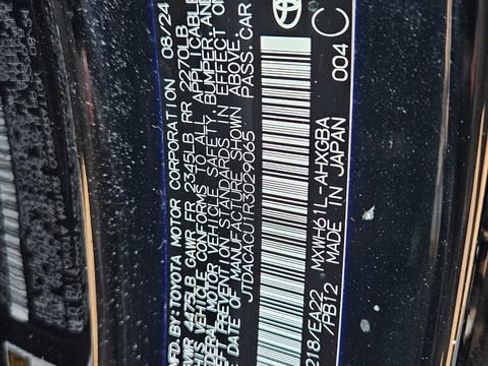 MFD. BY: TOYOTA MOTOR CORPORATION 08/24
GVWR 4475LB GAWR FR 2345LB RR 2270LB
THIS VEHICLE CONFORMS TO ALL APPLICABLE
FEDERAL MOTOR VEHICLE SAFETY, BUMPER, AND
THEFT PREVENTION STANDARDS IN EFFECT ON
THE DATE OF MANUFACTURE SHOWN ABOVE.
JTDACACU1R3029065 PASS. CAR
218/EA22 MXWH61L-AHXGBA
/PB12 MADE IN JAPAN 004 C